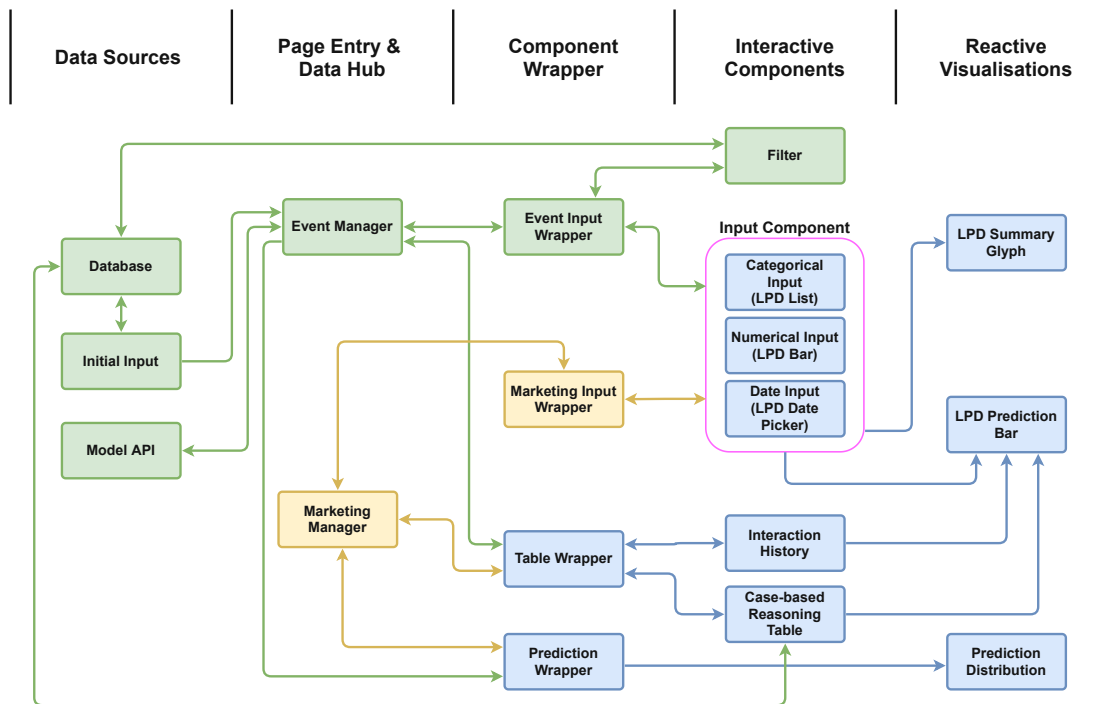 Data Sources
Page Entry &
Data Hub
Component
Wrapper
Interactive
Components
Reactive
Visualisations
Filter
Event Manager
Event Input
Wrapper
Input Component
LPD Summary
Glyph
Database
Categorical
Input
(LPD List)
Initial Input
Numerical Input
(LPD Bar)
Marketing Input
Wrapper
Date Input
(LPD Date
Picker)
LPD Prediction
Bar
Model API
Marketing
Manager
Table Wrapper
Interaction
History
Case-based
Reasoning
Table
Prediction
Wrapper
Prediction
Distribution